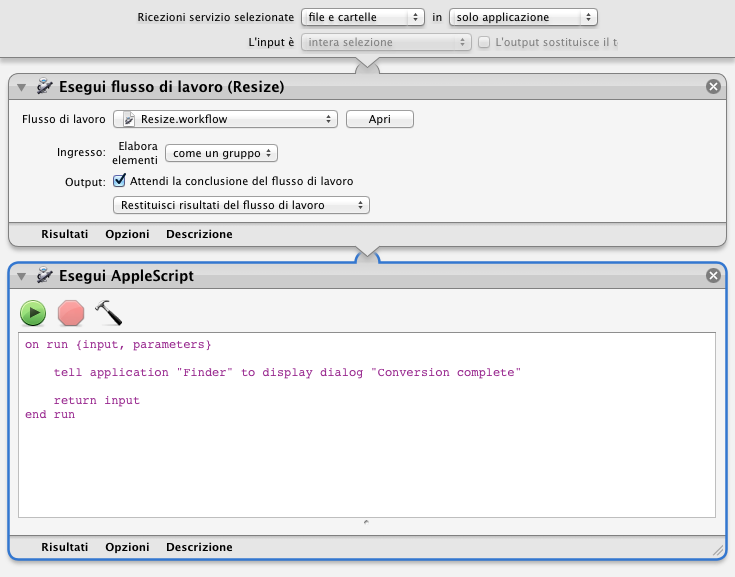 Ricezioni servizio selezionate file e cartelle in solo applicazione
L'input è intera selezione L'output sostituisce il t
Esegui flusso di lavoro (Resize)
Flusso di lavoro Resize.workflow Apri
Ingresso: Elabora elementi come un gruppo
Output: Attendi la conclusione del flusso di lavoro
Restituisci risultati del flusso di lavoro
Risultati Opzioni Descrizione
Esegui AppleScript
on run {input, parameters}
tell application "Finder" to display dialog "Conversion complete"
return input
end run
Risultati Opzioni Descrizione